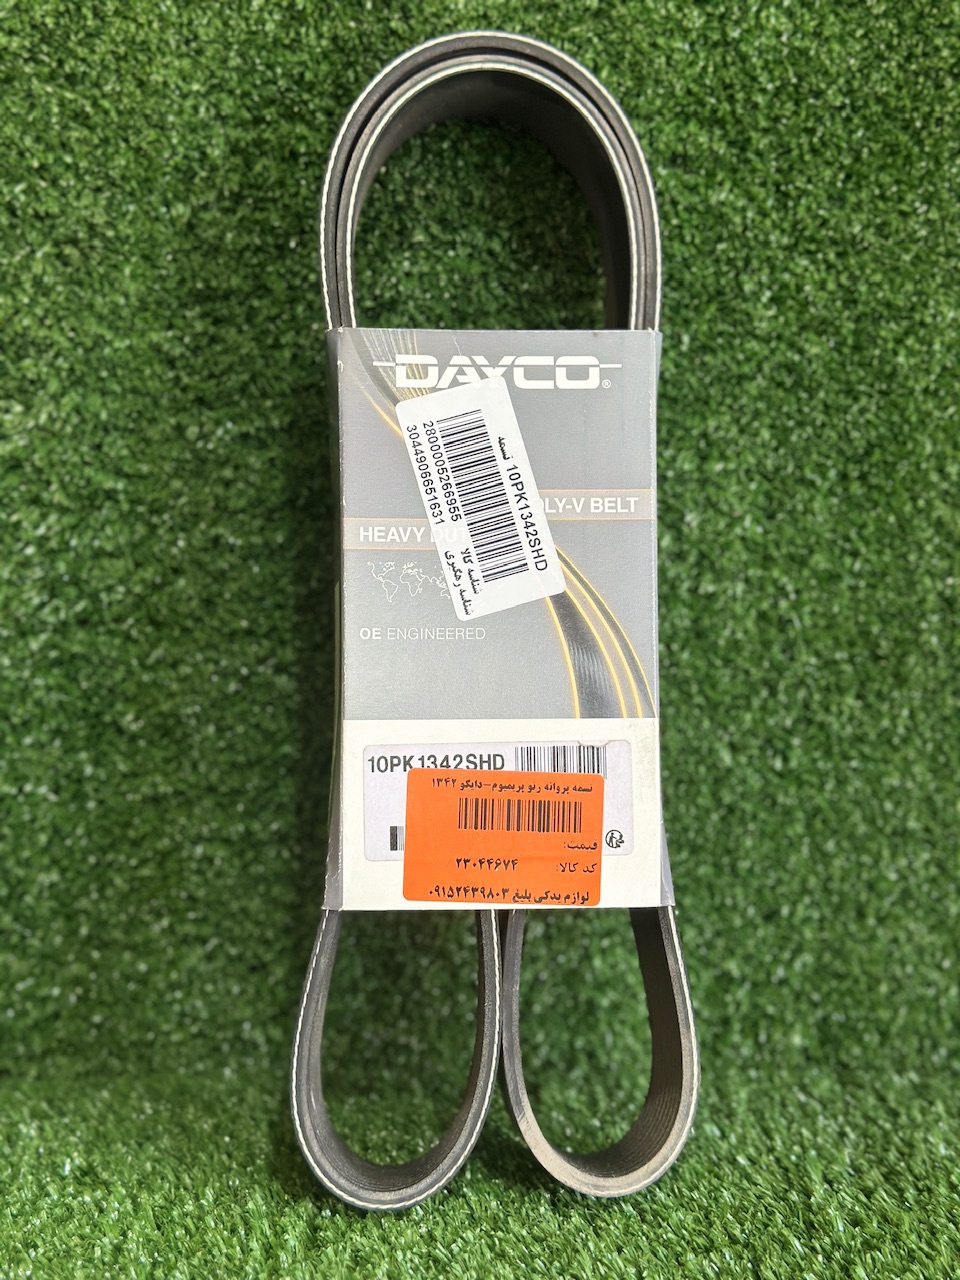 DAYCO®
تسمه 10PK1342SHD
2800005266955 شناسه کالا
3044906651631 شناسه رهگیری
OLY-V BELT
HEAVY DUT
OE ENGINEERED
10PK1342SHD
تسمه پروانه رنو پریمیوم-دایکو ۱۳۴۲
قیمت:
کد کالا: ۲۳۰۴۴۶۷۴
لوازم یدکی بلیغ ۰۹۱۵۲۴۳۹۸۰۳